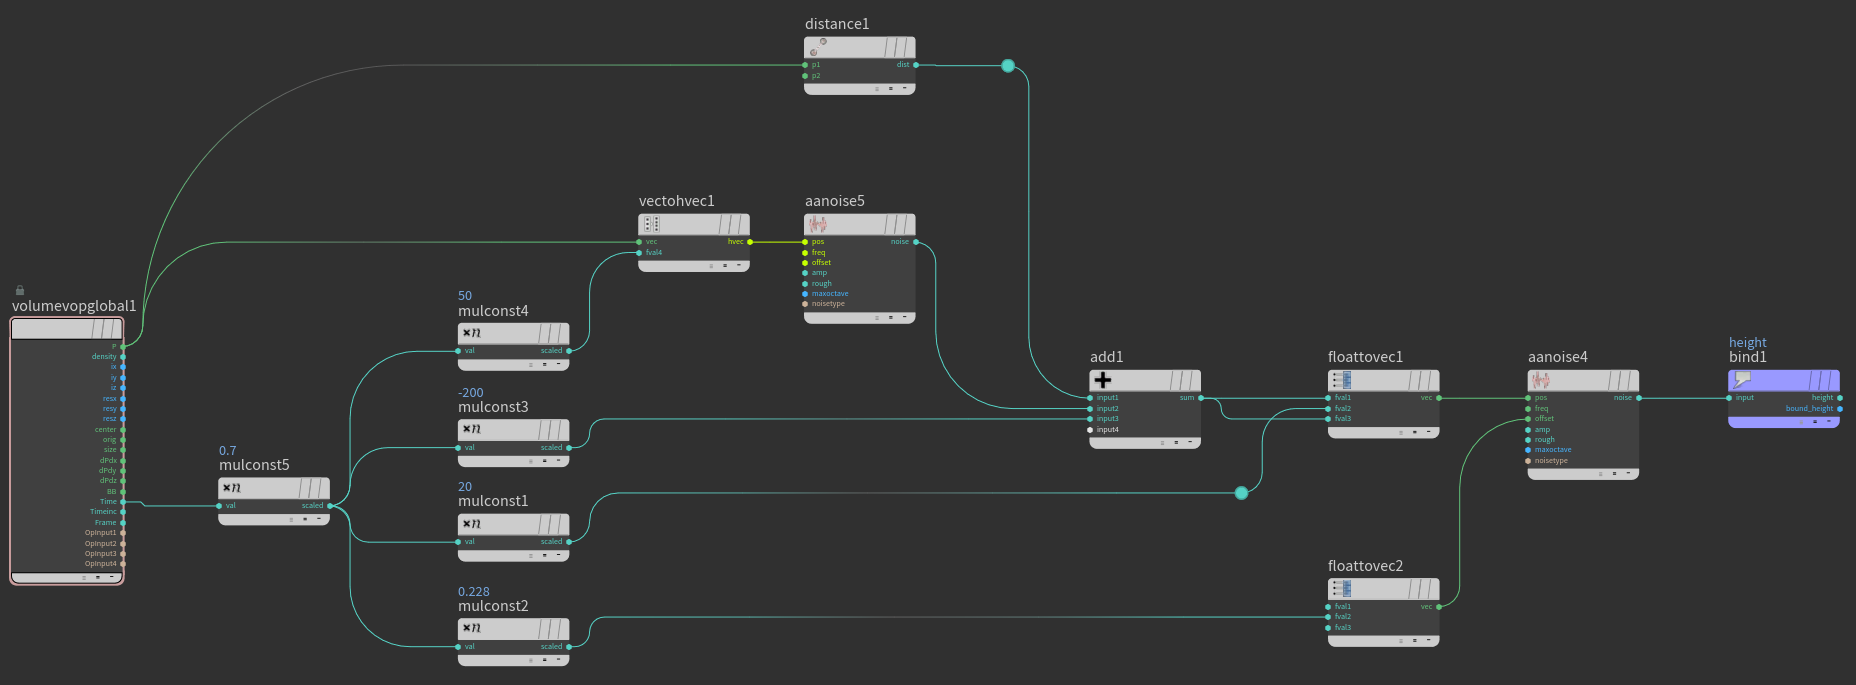 distance1
p1
dist
p2
vectohvec1
vec
hvec
fval4
aanoise5
pos
noise
freq
offset
amp
rough
maxoctave
noisetype
volumevopglobal1
P
density
ix
iy
iz
resx
resy
resz
center
orig
size
dPdx
dPdy
dPdz
BB
Time
Timeinc
Frame
OpInput1
OpInput2
OpInput3
OpInput4
0.7
mulconst5
×n
val
scaled
50
mulconst4
×n
val
scaled
-200
mulconst3
×n
val
scaled
20
mulconst1
×n
val
scaled
0.228
mulconst2
×n
val
scaled
add1
input1
sum
input2
input3
input4
floattovec1
fval1
vec
fval2
fval3
floattovec2
fval1
vec
fval2
fval3
aanoise4
pos
noise
freq
offset
amp
rough
maxoctave
noisetype
height
bind1
input
height
bound_height